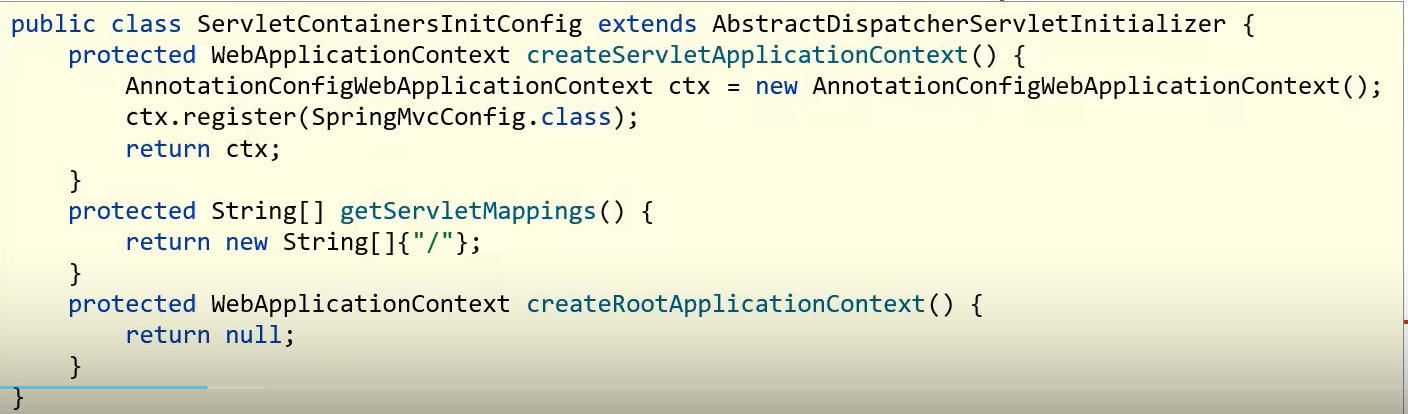 public class ServletContainersInitConfig extends AbstractDispatcherServletInitializer {
    protected WebApplicationContext createServletApplicationContext() {
        AnnotationConfigWebApplicationContext ctx = new AnnotationConfigWebApplicationContext();
        ctx.register(SpringMvcConfig.class);
        return ctx;
    }
    protected String[] getServletMappings() {
        return new String[]{"/"};
    }
    protected WebApplicationContext createRootApplicationContext() {
        return null;
    }
}